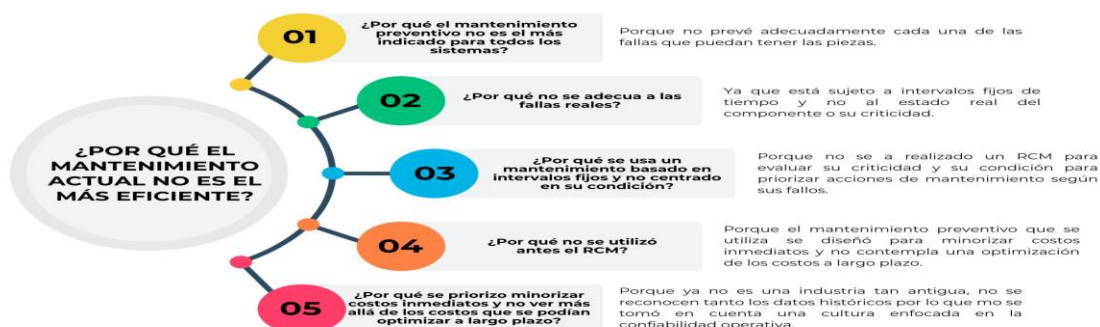 ¿POR QUÉ EL
MANTENIMIENTO
ACTUAL NO ES EL
MÁS EFICIENTE?
01
¿Por qué el mantenimiento
preventivo no es el más
indicado para todos los
sistemas?
Porque no prevé adecuadamente cada una de las
fallas que puedan tener las piezas.
02
¿Por qué no se adecua a las
fallas reales?
Ya que está sujeto a intervalos fijos de
tiempo y no al estado real del
componente o su criticidad.
03
¿Por qué se usa un
mantenimiento basado en
intervalos fijos y no centrado
en su condición?
Porque no se a realizado un RCM para
evaluar su criticidad y su condición para
priorizar acciones de mantenimiento según
sus fallos.
04
¿Por qué no se utilizó
antes el RCM?
Porque el mantenimiento preventivo que se
utiliza se diseñó para minorizar costos
inmediatos y no contempla una optimización
de los costos a largo plazo.
05
¿Por qué se priorizo minorizar
costos inmediatos y no ver más
allá de los costos que se podían
optimizar a largo plazo?
Porque ya no es una industria tan antigua, no se
reconocen tanto los datos históricos por lo que mo se
tomó en cuenta una cultura enfocada en la
confiabilidad operativa.